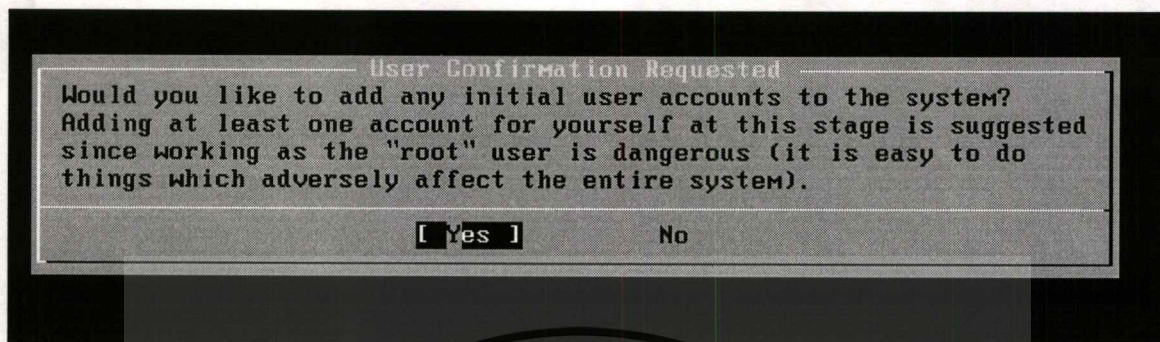 User Confirmation Requested
Would you like to add any initial user accounts to the system?
Adding at least one account for yourself at this stage is suggested
since working as the "root" user is dangerous (it is easy to do
things which adversely affect the entire system).
[ Yes ] No